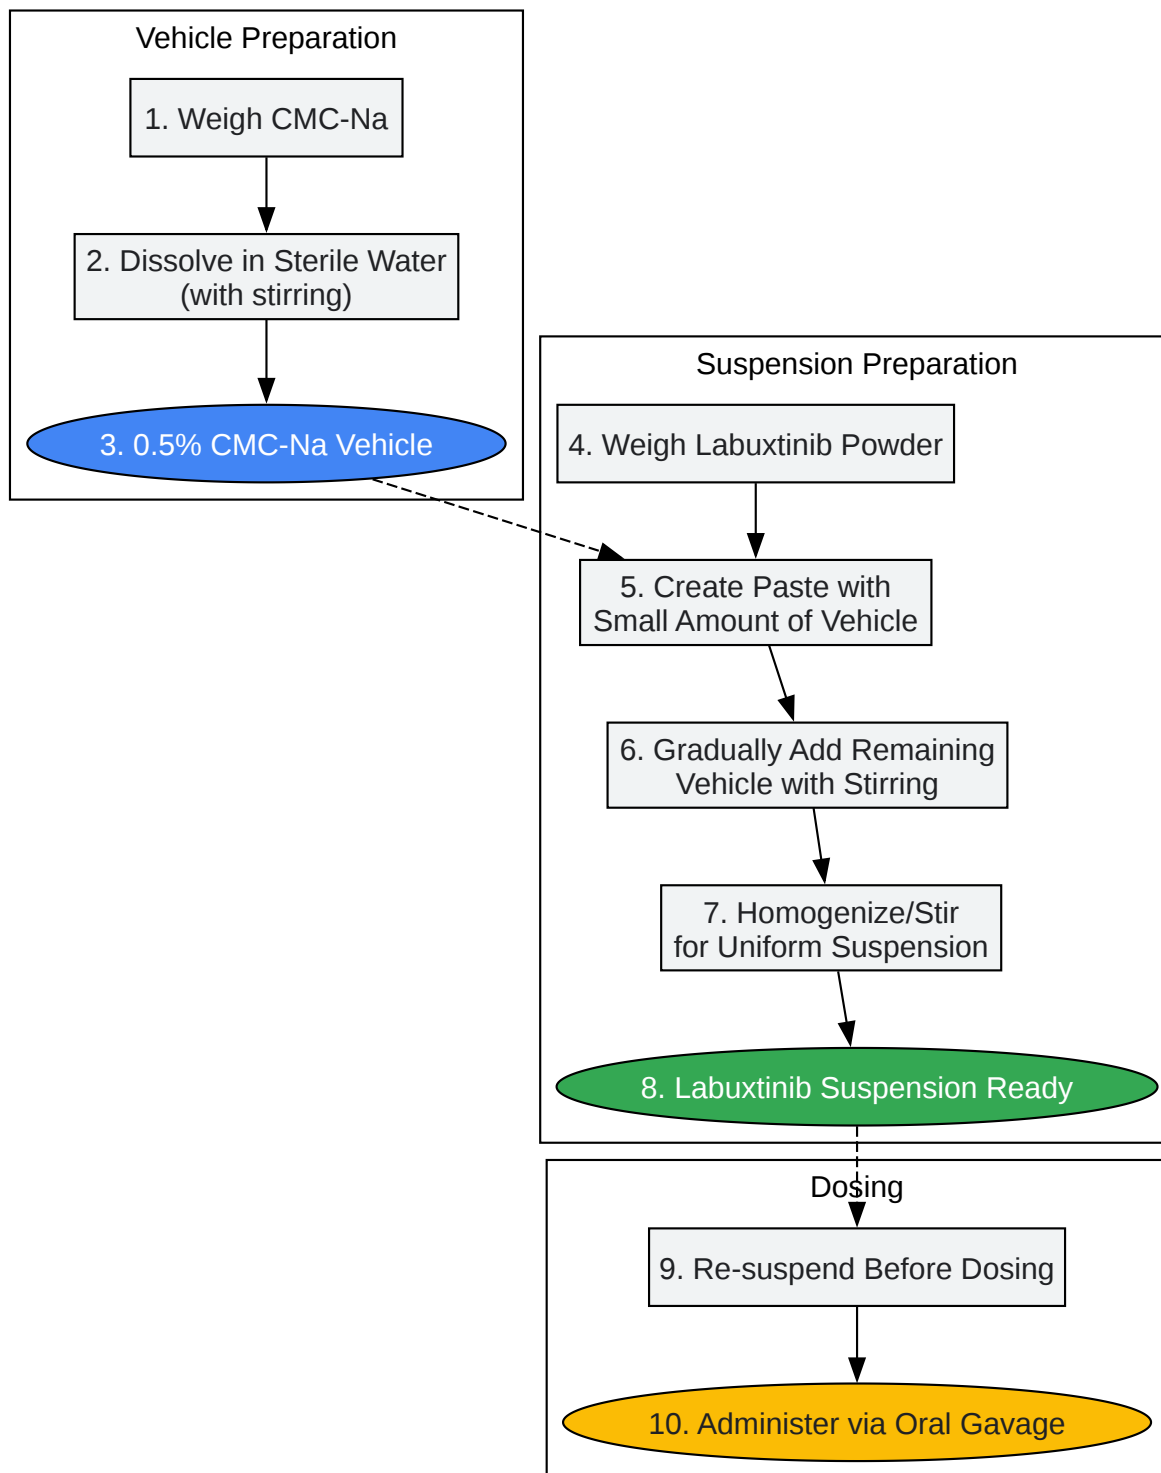 Vehicle Preparation
1. Weigh CMC-Na
2. Dissolve in Sterile Water
(with stirring)
3. 0.5% CMC-Na Vehicle
Suspension Preparation
4. Weigh Labuxtinib Powder
5. Create Paste with
Small Amount of Vehicle
6. Gradually Add Remaining
Vehicle with Stirring
7. Homogenize/Stir
for Uniform Suspension
8. Labuxtinib Suspension Ready
Dosing
9. Re-suspend Before Dosing
10. Administer via Oral Gavage